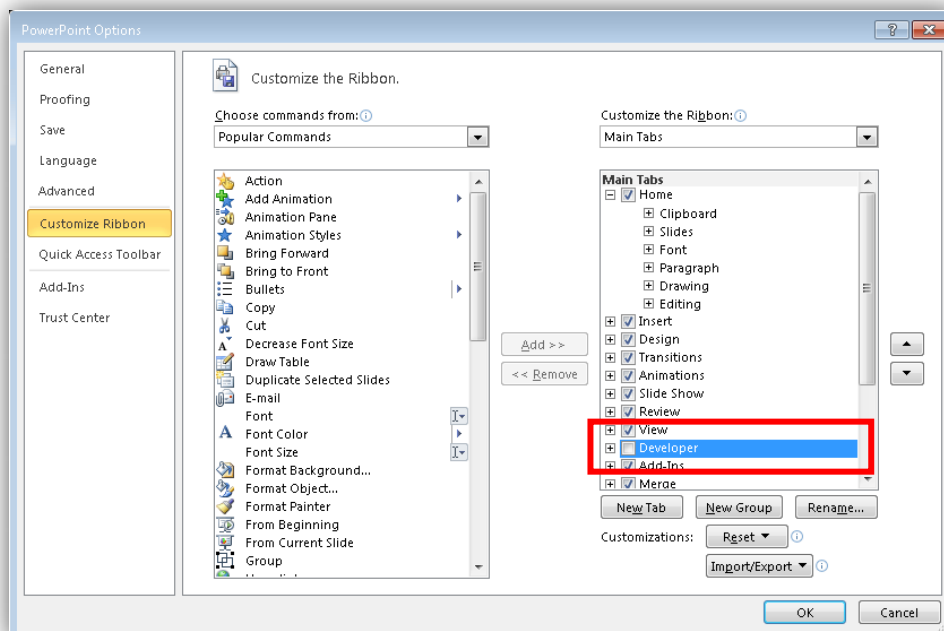 PowerPoint Options
General
Proofing
Save
Language
Advanced
Customize Ribbon
Quick Access Toolbar
Add-Ins
Trust Center
Customize the Ribbon.
Choose commands from:
Popular Commands
Action
Add Animation
Animation Pane
Animation Styles
Bring Forward
Bring to Front
Bullets
Copy
Cut
Decrease Font Size
Draw Table
Duplicate Selected Slides
E-mail
Font
Font Color
Font Size
Format Background...
Format Object...
Format Painter
From Beginning
From Current Slide
Group
Add >>
<< Remove
Customize the Ribbon:
Main Tabs
Main Tabs
Home
Clipboard
Slides
Font
Paragraph
Drawing
Editing
Insert
Design
Transitions
Animations
Slide Show
Review
View
Developer
Add-Ins
Merge
New Tab
New Group
Rename...
Customizations:
Reset
Import/Export
OK
Cancel